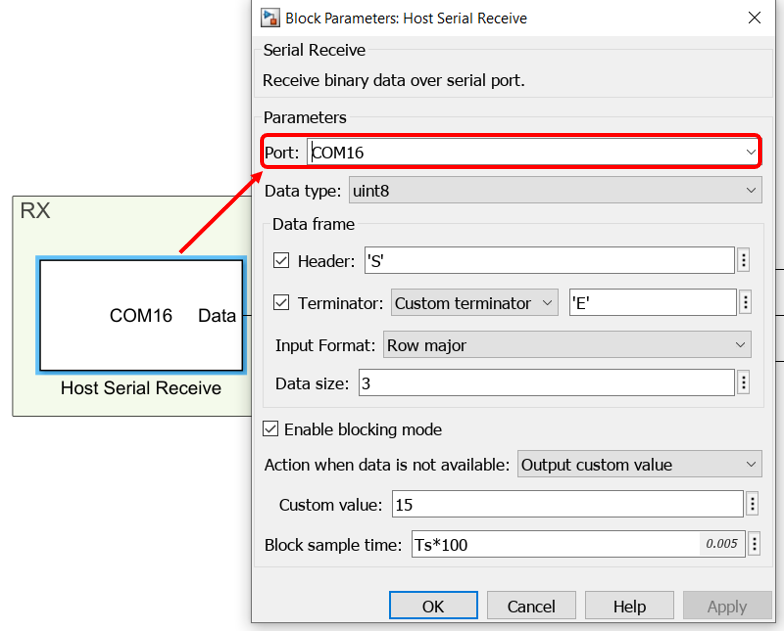 Block Parameters: Host Serial Receive
Serial Receive
Receive binary data over serial port.
Parameters
Port: COM16
Data type: uint8
Data frame
Header: 'S'
Terminator: Custom terminator 'E'
Input Format: Row major
Data size: 3
Enable blocking mode
Action when data is not available: Output custom value
Custom value: 15
Block sample time: Ts*100 0.005
OK Cancel Help Apply
RX
COM16 Data
Host Serial Receive